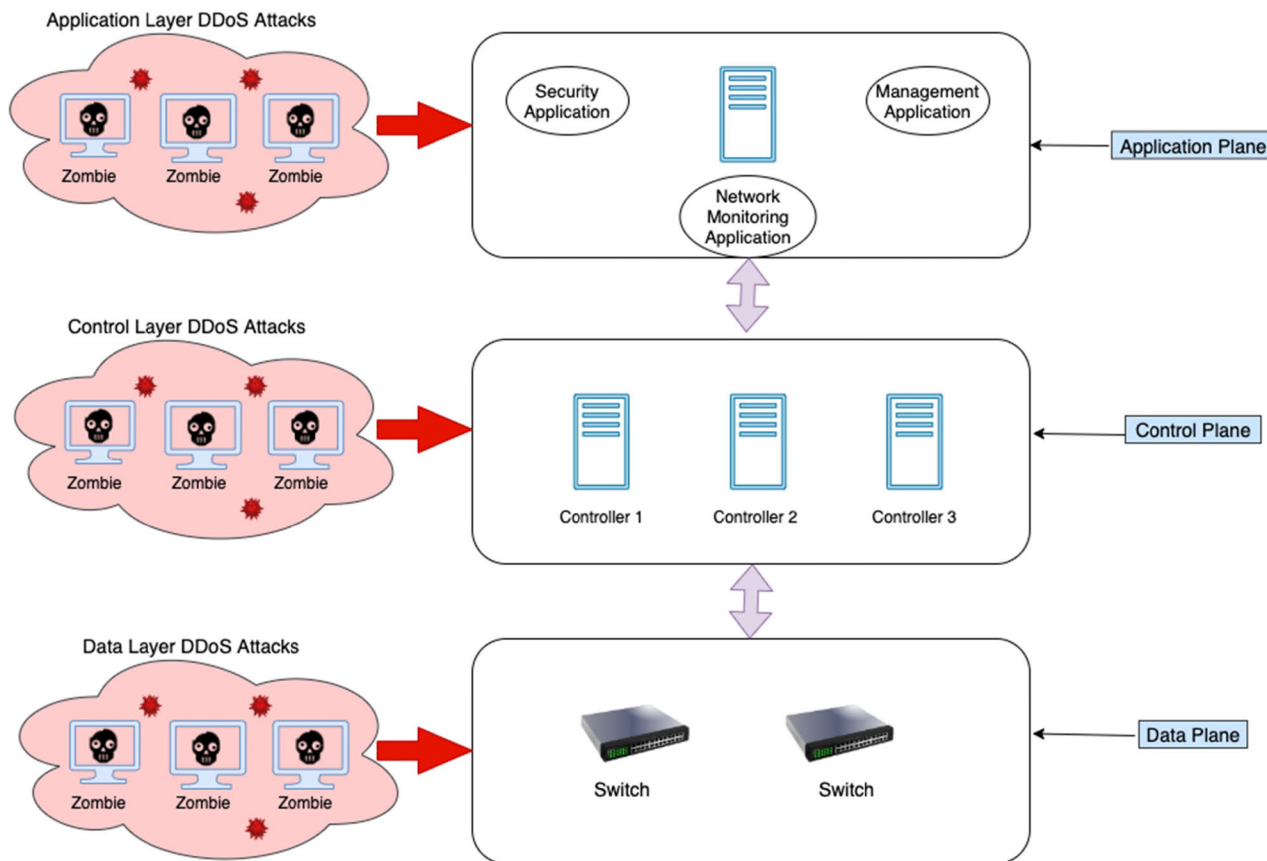 Application Layer DDoS Attacks
Zombie
Zombie
Zombie
Security
Application
Management
Application
Network
Monitoring
Application
Application Plane
Control Layer DDoS Attacks
Zombie
Zombie
Zombie
Controller 1
Controller 2
Controller 3
Control Plane
Data Layer DDoS Attacks
Zombie
Zombie
Zombie
Switch
Switch
Data Plane